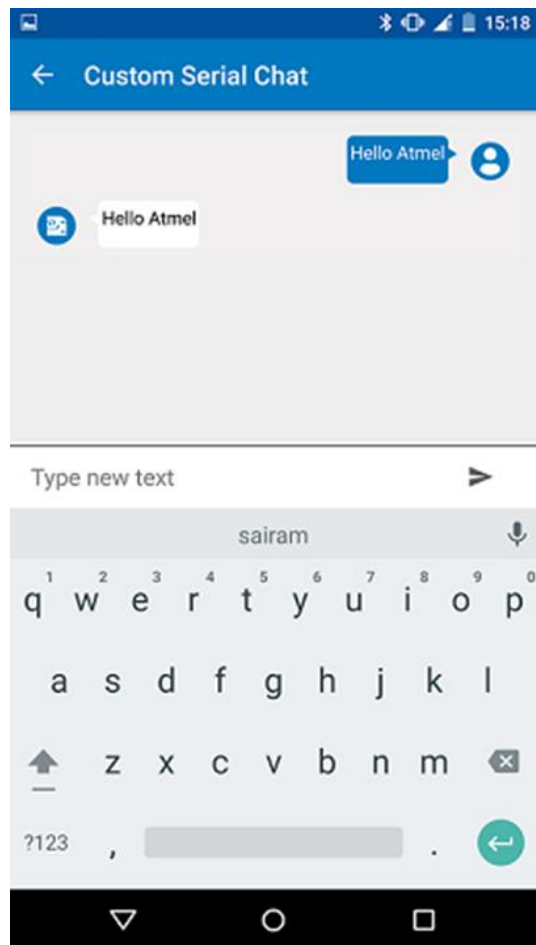 15:18
Custom Serial Chat
Hello Atmel
Hello Atmel
Type new text
sairam
1 2 3 4 5 6 7 8 9 0
q w e r t y u i o p
a s d f g h j k l
z x c v b n m
?123 , .